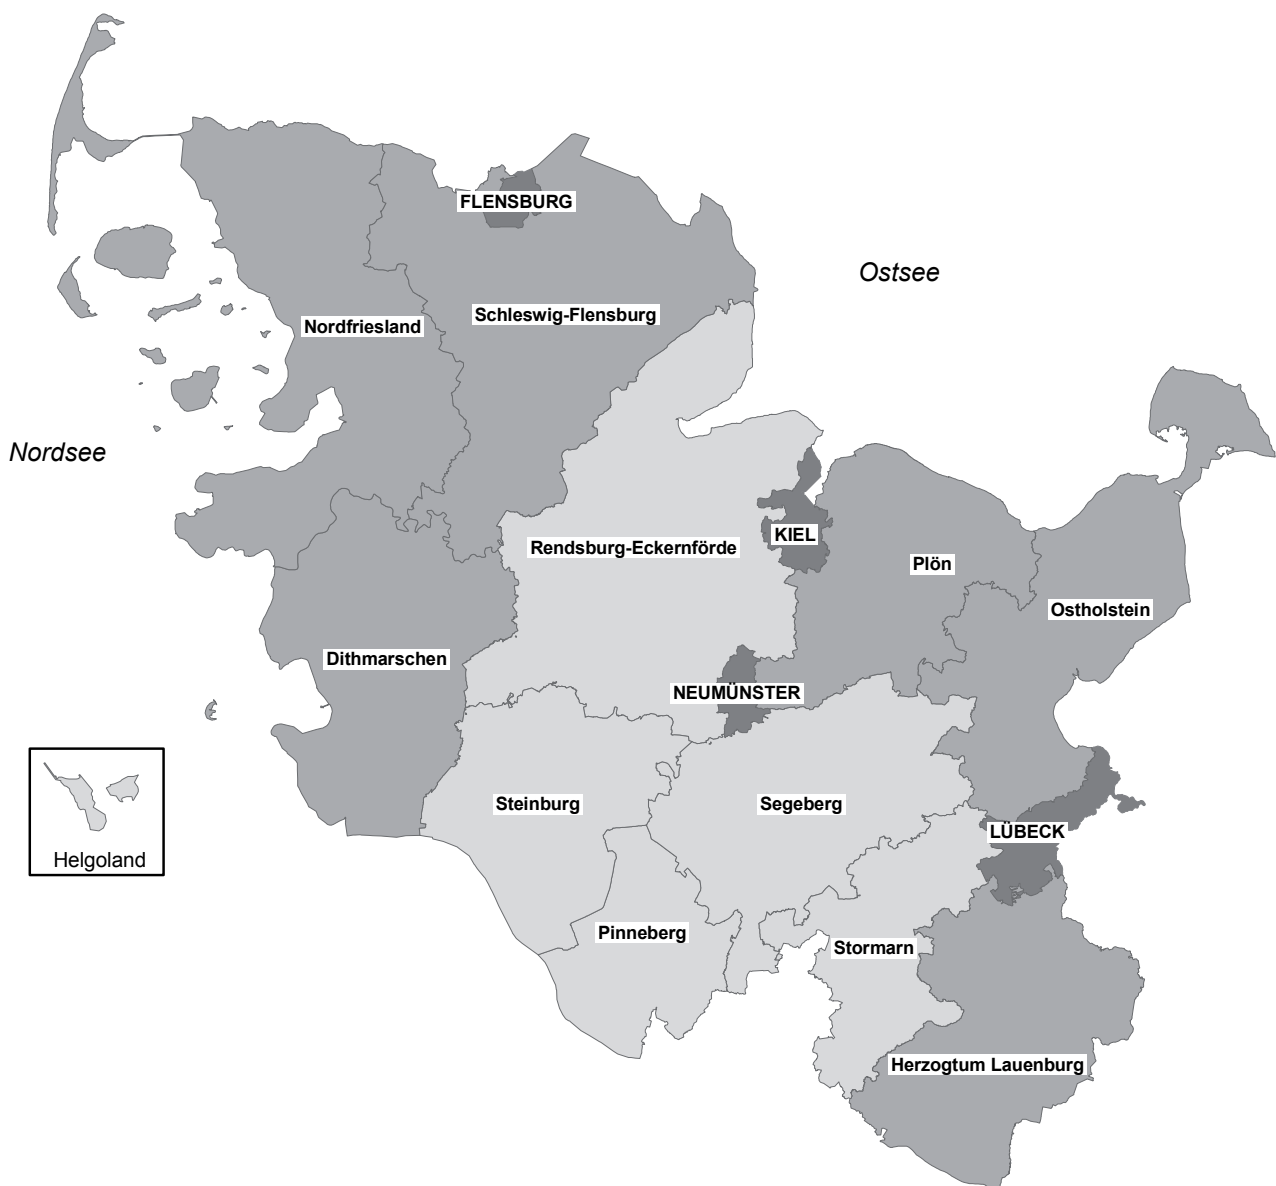 FLENSBURG
Ostsee
Schleswig-Flensburg
Nordfriesland
Nordsee
KIEL
Rendsburg-Eckernförde
Plön
Ostholstein
Dithmarschen
NEUMÜNSTER
Steinburg
Segeberg
LÜBECK
Helgoland
Pinneberg
Stormarn
Herzogtum Lauenburg